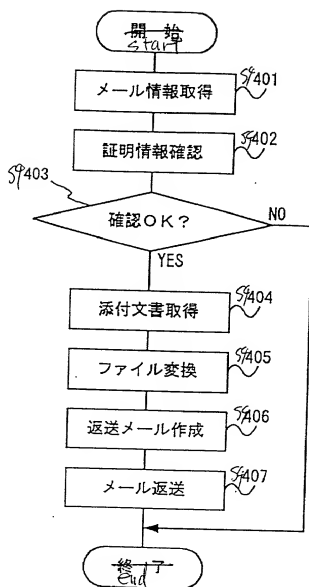 開　始
start
メール情報取得
S9401
証明情報確認
S9402
S9403
確認OK?
NO
YES
添付文書取得
S9404
ファイル変換
S9405
返送メール作成
S9406
メール返送
S9407
終　了
end